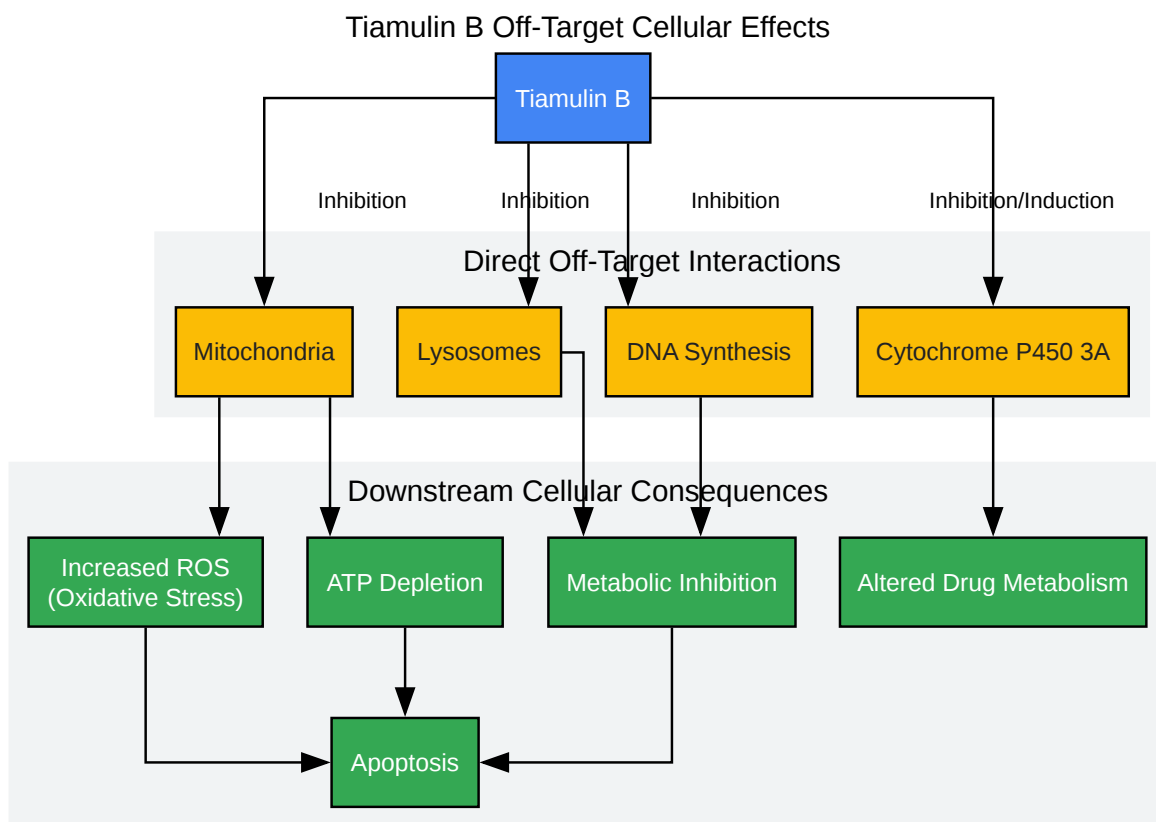 Tiamulin B Off-Target Cellular Effects
Tiamulin B
Inhibition
Inhibition
Inhibition
Inhibition/Induction
Direct Off-Target Interactions
Mitochondria
Lysosomes
DNA Synthesis
Cytochrome P450 3A
Downstream Cellular Consequences
Increased ROS
(Oxidative Stress)
ATP Depletion
Metabolic Inhibition
Altered Drug Metabolism
Apoptosis